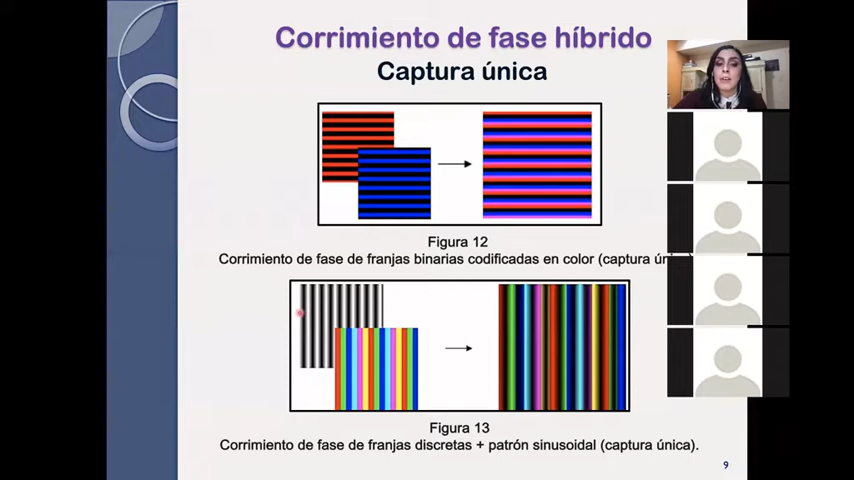 Corrimiento de fase híbrido
Captura única
Figura 12
Corrimiento de fase de franjas binarias codificadas en color (captura
Figura 13
Corrimiento de fase de franjas discretas + patrón sinusoidal (captura única).
9